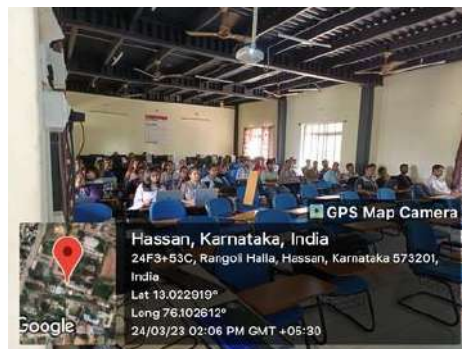 GPS Map Camera
Hassan, Karnataka, India
24F3+53C, Rangoli Halla, Hassan, Karnataka 573201,
India
Lat 13.022919°
Long 76.102612°
24/03/23 02:06 PM GMT +05:30
Google